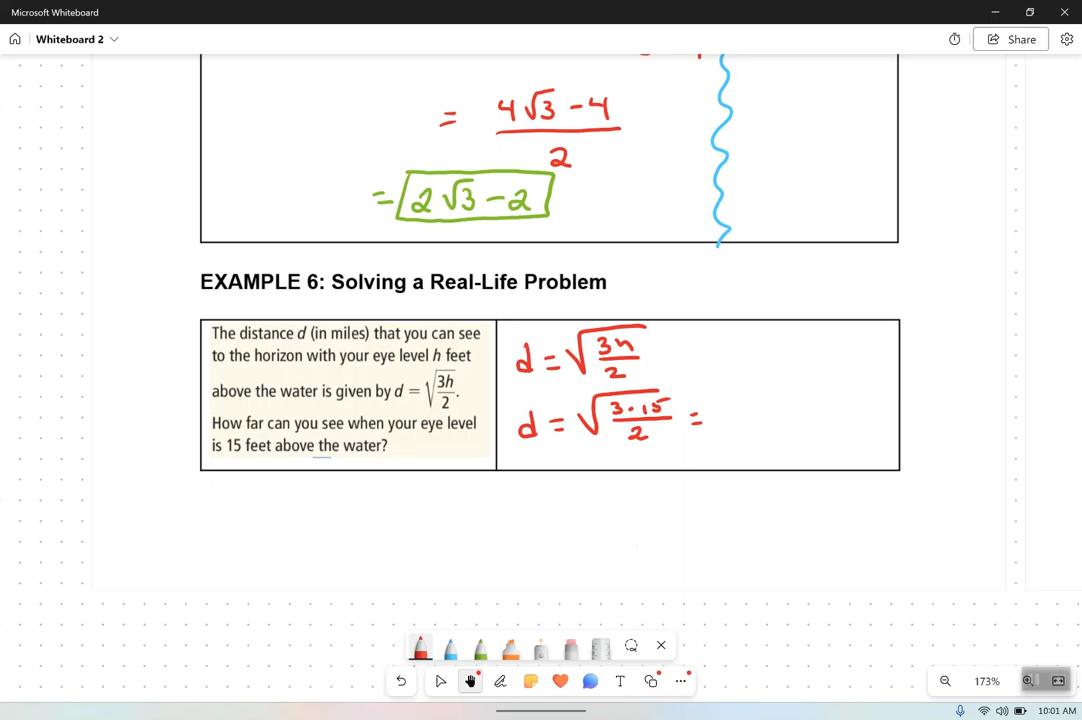 Microsoft Whiteboard
Whiteboard 2
Share
= 4√3 - 4 / 2
= 2√3 - 2
EXAMPLE 6: Solving a Real-Life Problem
The distance d (in miles) that you can see
to the horizon with your eye level h feet
above the water is given by d = √(3h/2).
How far can you see when your eye level
is 15 feet above the water?
d = √(3h/2)
d = √(3·15/2) =
173%
10:01 AM